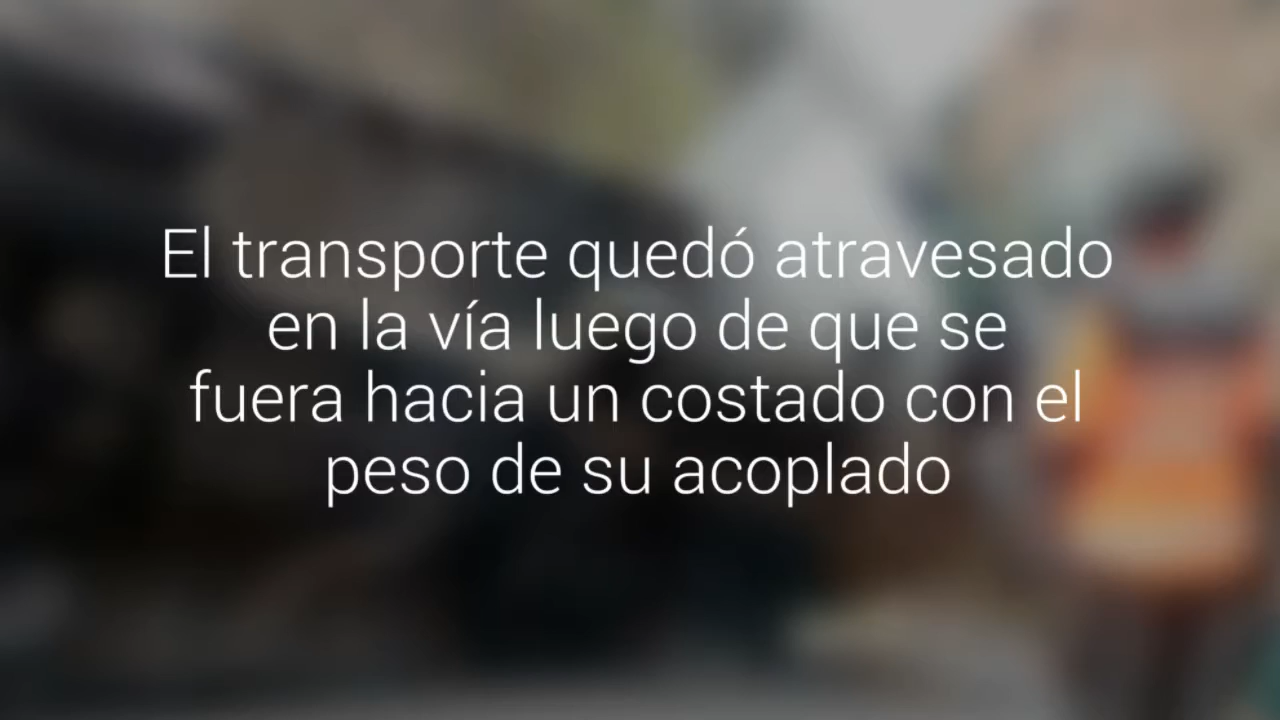 El transporte quedó atravesado
en la vía luego de que se
fuera hacia un costado con el
peso de su acoplado